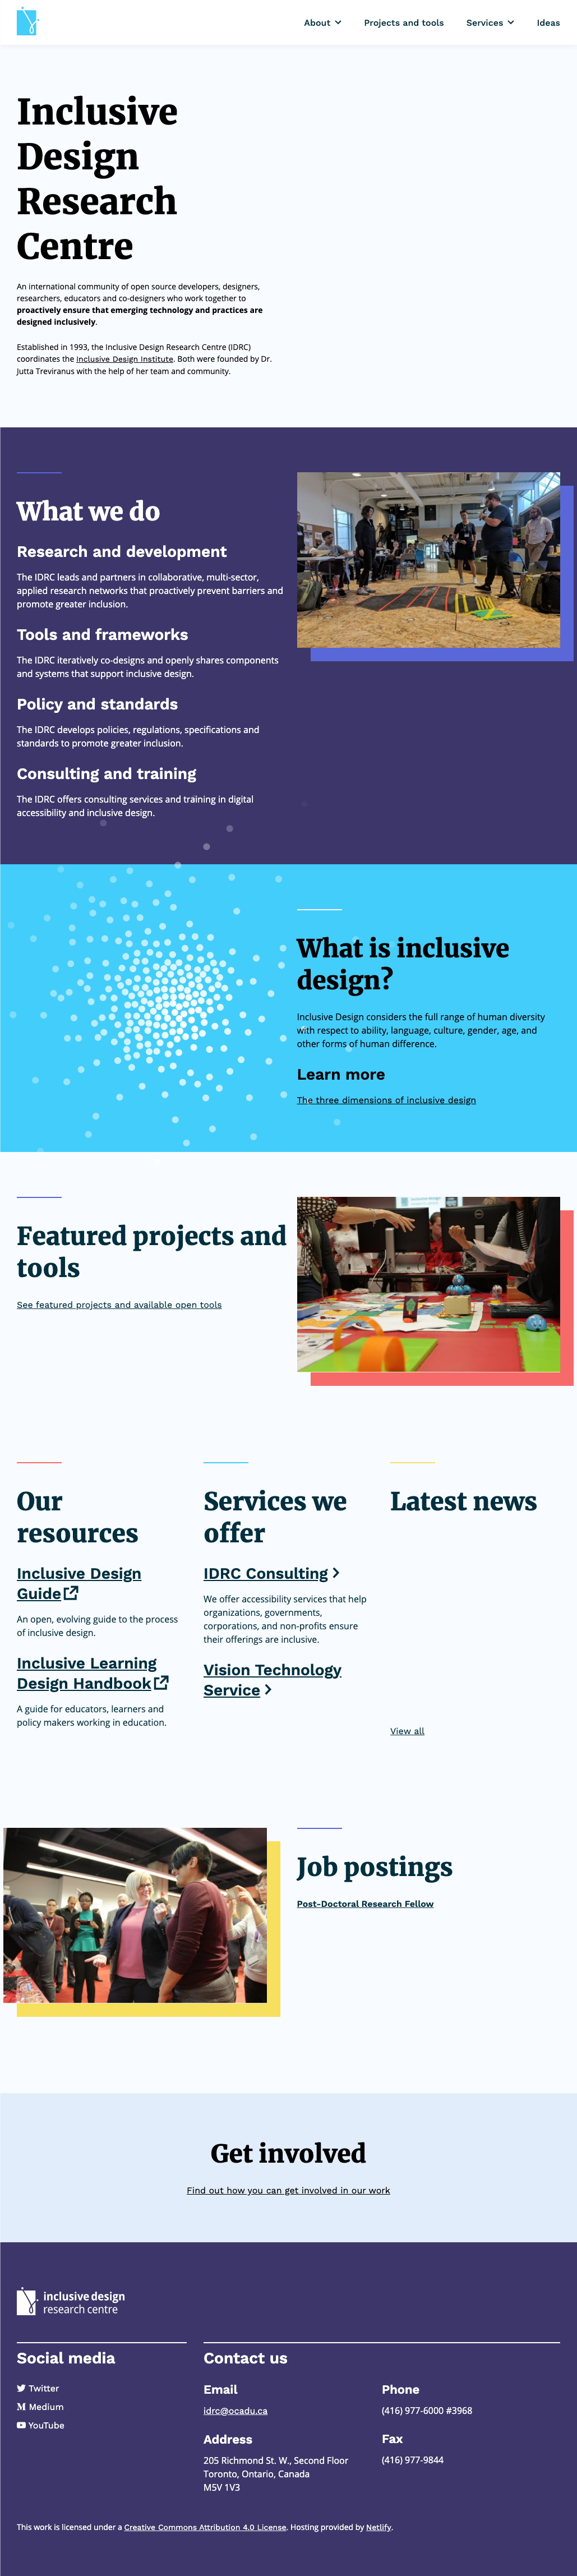 About
Projects and tools
Services
Ideas
Inclusive
Design
Research
Centre
An international community of open source developers, designers,
researchers, educators and co-designers who work together to
proactively ensure that emerging technology and practices are
designed inclusively.
Established in 1993, the Inclusive Design Research Centre (IDRC)
coordinates the Inclusive Design Institute. Both were founded by Dr.
Jutta Treviranus with the help of her team and community.
What we do
Research and development
The IDRC leads and partners in collaborative, multi-sector,
applied research networks that proactively prevent barriers and
promote greater inclusion.
Tools and frameworks
The IDRC iteratively co-designs and openly shares components
and systems that support inclusive design.
Policy and standards
The IDRC develops policies, regulations, specifications and
standards to promote greater inclusion.
Consulting and training
The IDRC offers consulting services and training in digital
accessibility and inclusive design.
What is inclusive
design?
Inclusive Design considers the full range of human diversity
with respect to ability, language, culture, gender, age, and
other forms of human difference.
Learn more
The three dimensions of inclusive design
Featured projects and
tools
See featured projects and available open tools
Our
resources
Inclusive Design
Guide
An open, evolving guide to the process
of inclusive design.
Inclusive Learning
Design Handbook
A guide for educators, learners and
policy makers working in education.
Services we
offer
IDRC Consulting
We offer accessibility services that help
organizations, governments,
corporations, and non-profits ensure
their offerings are inclusive.
Vision Technology
Service
Latest news
View all
Job postings
Post-Doctoral Research Fellow
Get involved
Find out how you can get involved in our work
inclusive design
research centre
Social media
Twitter
Medium
YouTube
Contact us
Email
idrc@ocadu.ca
Address
205 Richmond St. W., Second Floor
Toronto, Ontario, Canada
M5V 1V3
Phone
(416) 977-6000 #3968
Fax
(416) 977-9844
This work is licensed under a Creative Commons Attribution 4.0 License. Hosting provided by Netlify.